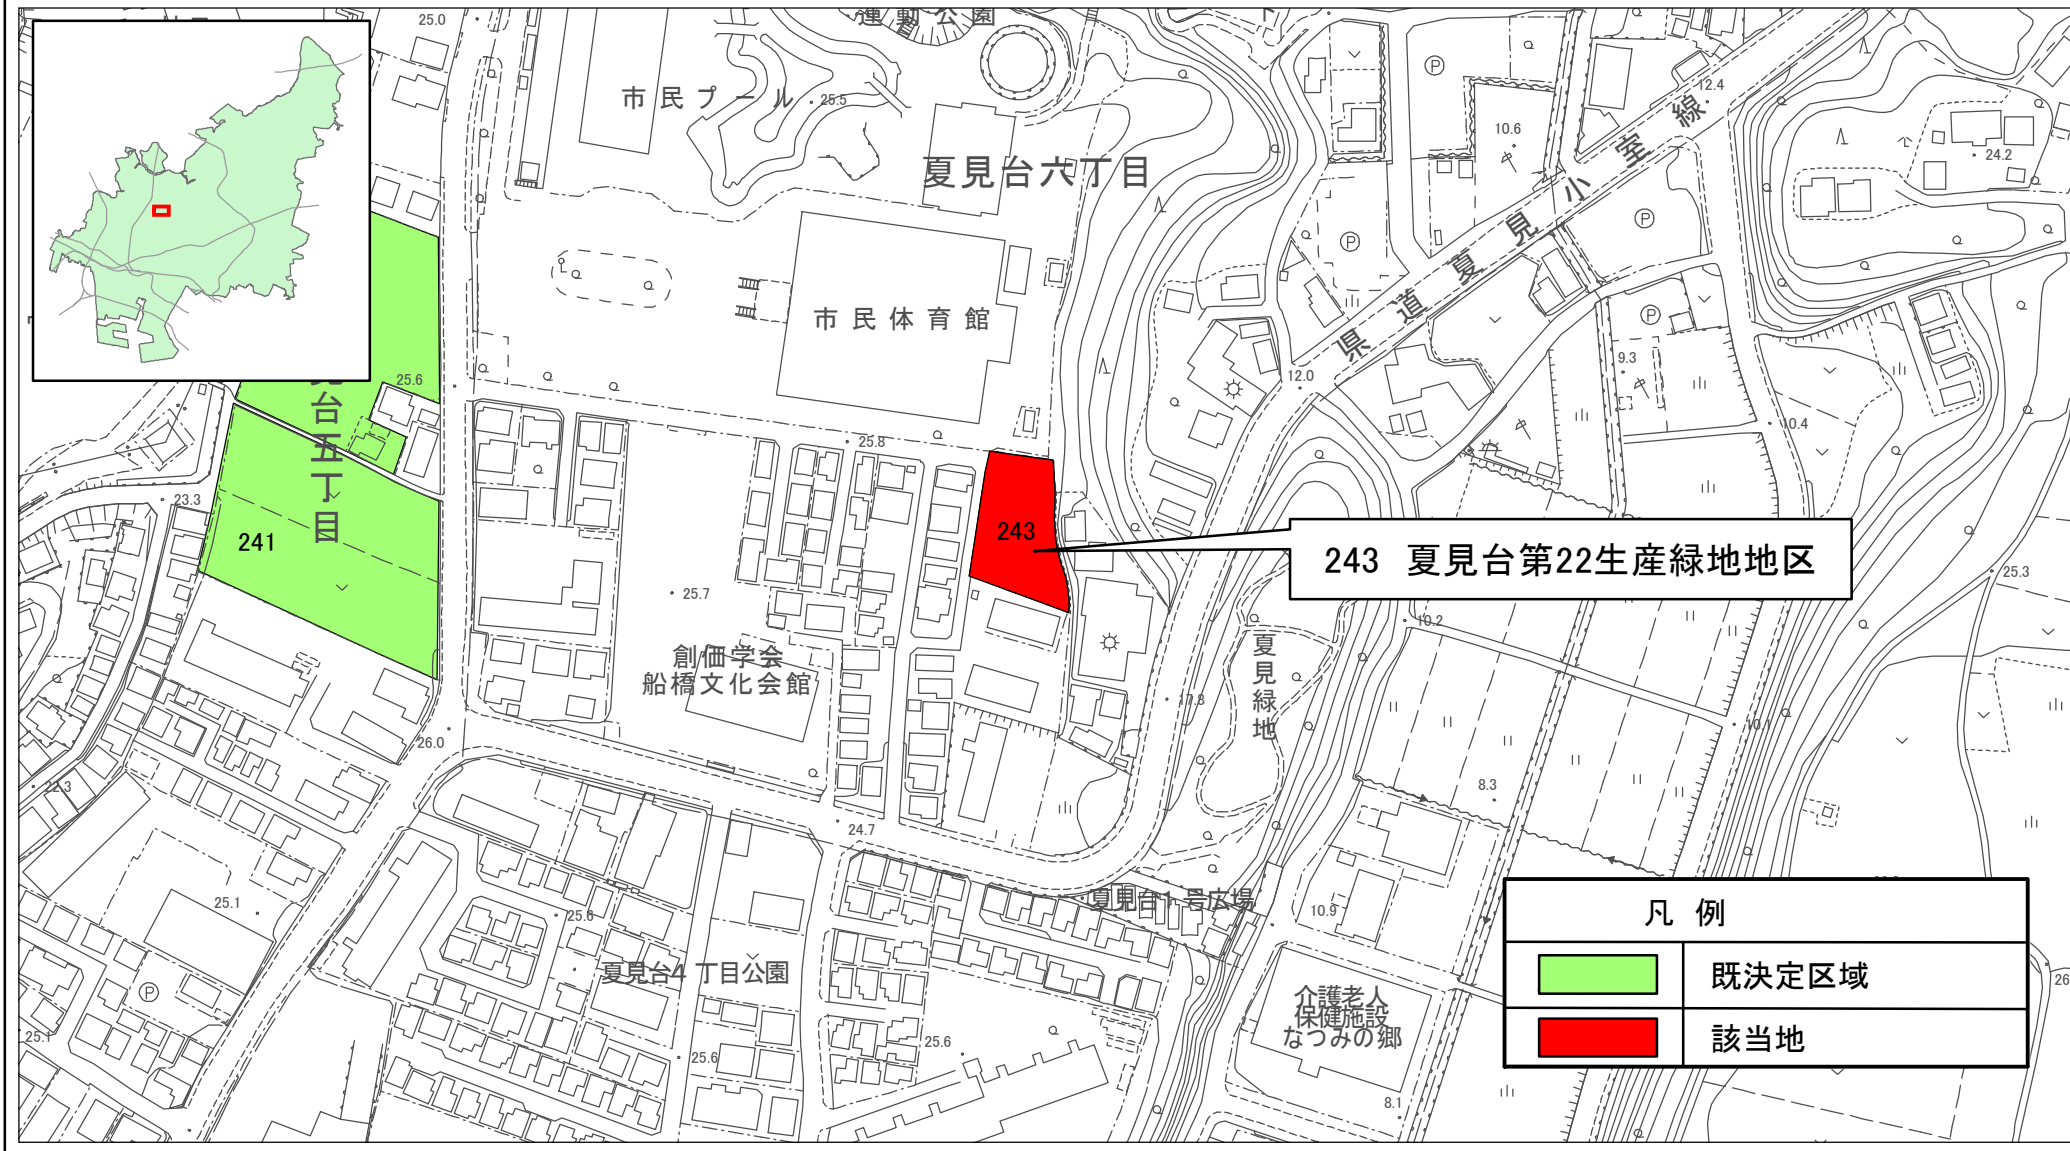 運動公園
25.0
市民プール
25.5
夏見台六丁目
12.4
10.6
県道夏見小室線
24.2
市民体育館
25.6
見台五丁目
12.0
9.3
10.4
25.8
23.3
241
243
243 夏見台第22生産緑地地区
25.3
25.7
10.2
創価学会
船橋文化会館
夏見緑地
17.8
10.1
26.0
22.3
8.3
24.7
夏見台1号広場
25.1
25.6
10.9
夏見台4丁目公園
凡例
既決定区域
該当地
介護老人
保健施設
なつみの郷
25.1
25.6
25.6
8.1
26
P
P
P
P
P